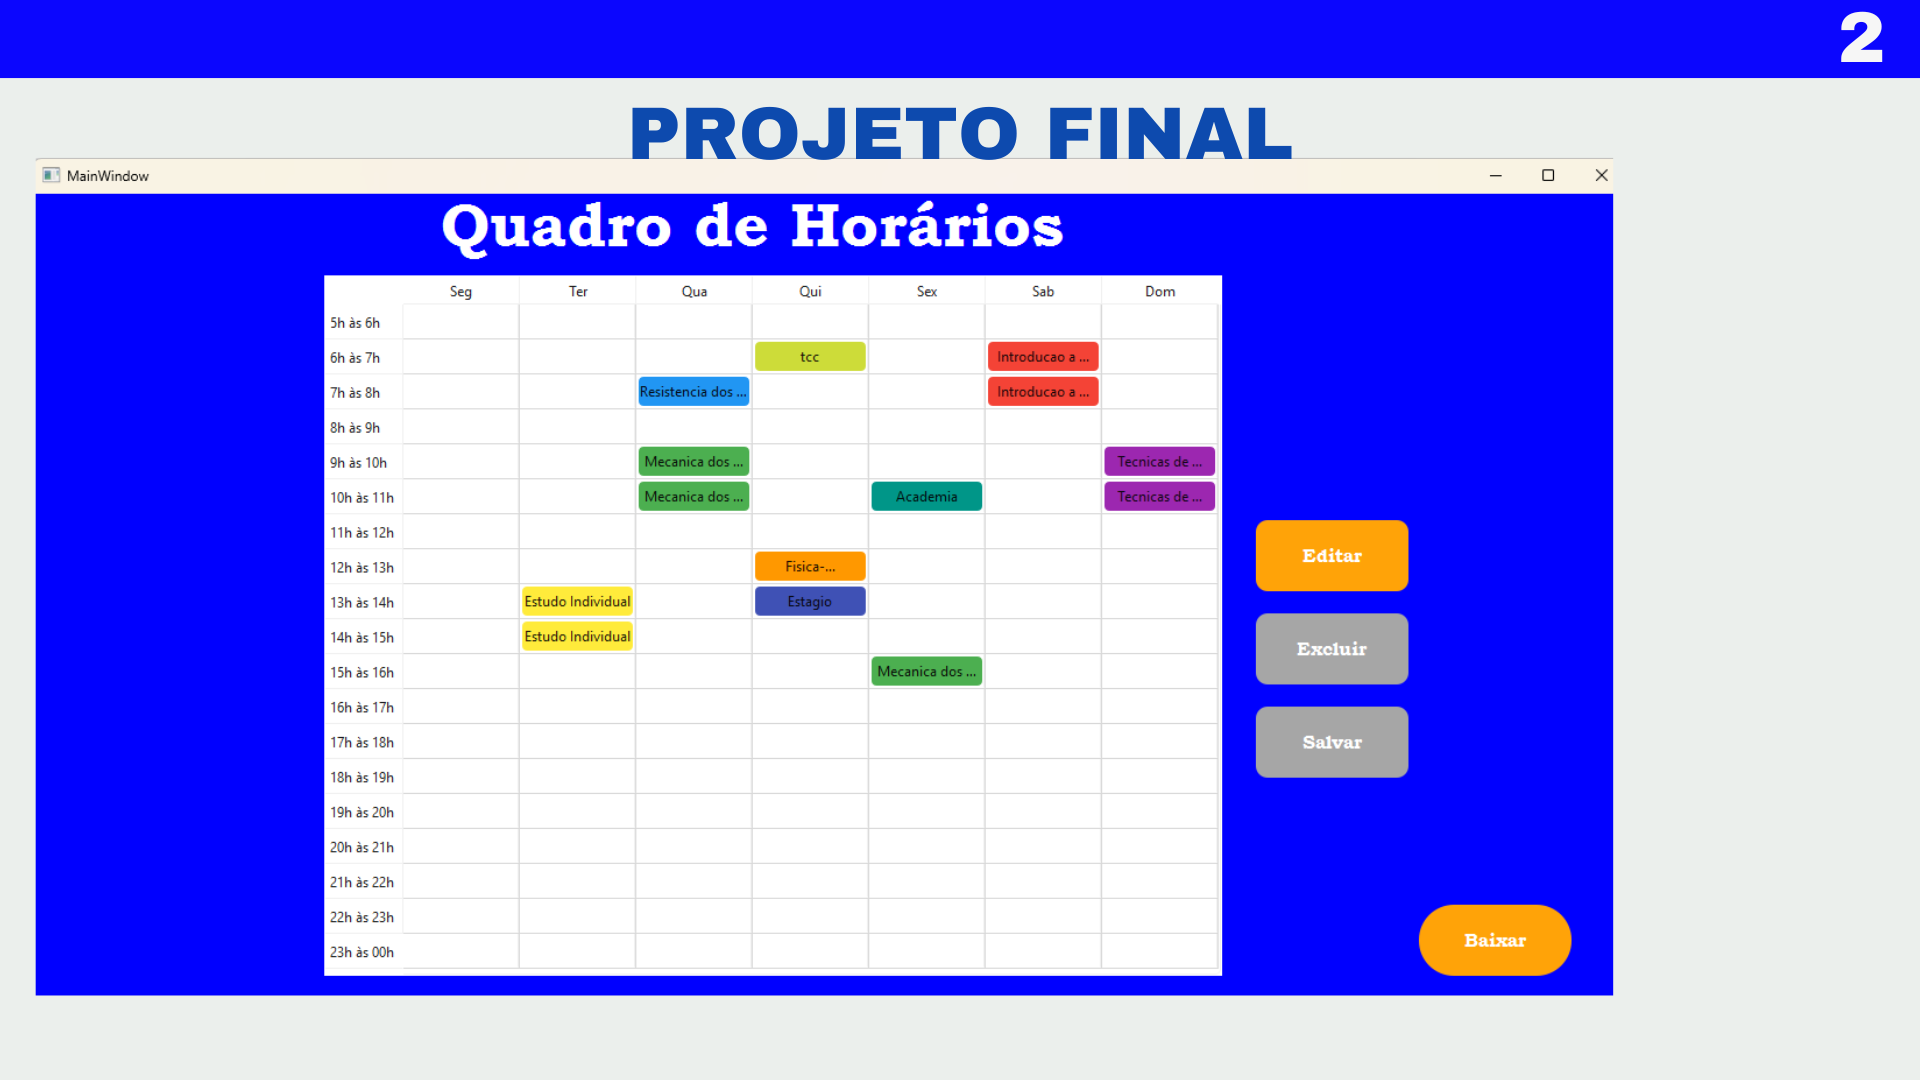 2
PROJETO FINAL
MainWindow
Quadro de Horários
Seg Ter Qua Qui Sex Sab Dom
5h às 6h
6h às 7h tcc Introducao a ...
7h às 8h Resistencia dos ... Introducao a ...
8h às 9h
9h às 10h Mecanica dos ... Tecnicas de ...
10h às 11h Mecanica dos ... Academia Tecnicas de ...
11h às 12h
12h às 13h Fisica-...
13h às 14h Estudo Individual Estagio
14h às 15h Estudo Individual
15h às 16h Mecanica dos ...
16h às 17h
17h às 18h
18h às 19h
19h às 20h
20h às 21h
21h às 22h
22h às 23h
23h às 00h
Editar
Excluir
Salvar
Baixar